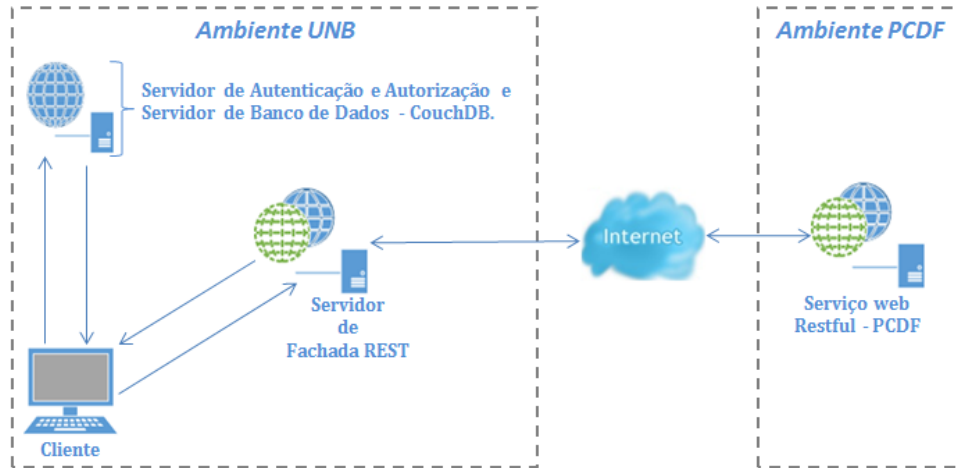 Ambiente UNB
Ambiente PCDF
Servidor de Autenticação e Autorização e
Servidor de Banco de Dados - CouchDB.
Internet
Servidor
de
Fachada REST
Serviço web
Restful - PCDF
Cliente